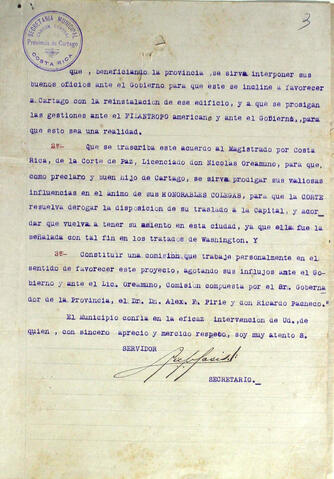 3
SECRETARIA MUNICIPAL
Provincia de Cartago
COSTA RICA
que , beneficiando la provincia ,se sirva interponer sus
buenos oficios ante el Gobierno para que este se incline a favorecer
a Cartago con la reinstalacion de ese edificio, y a que se prosigan
las gestiones ante el PILANTROPO americans y ante el Gobierno,,para
que esto sea una realidad.
2º- que se transcriba este acuerdo al Magistrado por Costa
Rica, de la Corte de Paz, Licenciado don Nicolas Oreamuno, para que,
como preclaro y buen hijo de Cartago, se sirva prodigar sus valiosas
influencias en el ánimo de sus HONORABLES COLEGAS, para que la CORTE
resuelva derogar la disposicion de su traslado a la Capital, y acor
dar que vuelva a tener su asiento en esta ciudad, ya que ella fue la
señalada con tal fin en los tratados de Washington. Y
3º- Constituir una comision que trabaje personalmente en el
sentido de favorecer este proyecto, agotando sus influjos ante el Go-
bierno y ante el Lic. Oreamuno, Comision compuesta por el Sr. Goberna
dor de la Provincia, el Dr. Dn. Alex. F. Pirie y don Ricardo Pacheco."
El Municipio confia en la eficaz intervencion de Ud.,de
quien , con sincero aprecio y mercido respeto, soy muy atento S.
SERVIDOR
SECRETARIO.